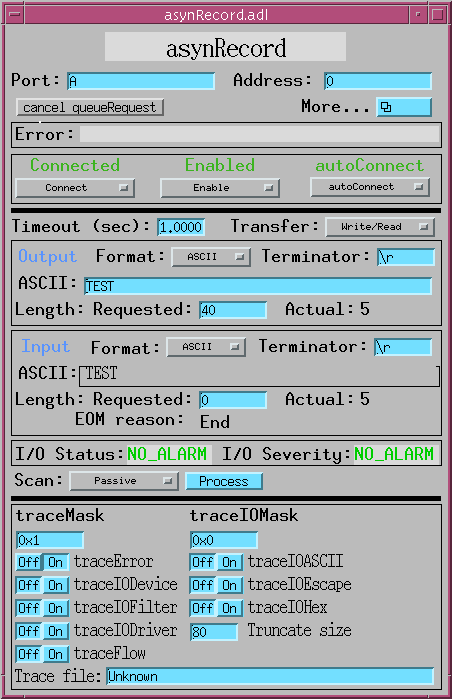 asynRecord.adl
asynRecord
Port: A Address: 0
cancel queueRequest More...
Error:
Connected Enabled autoConnect
Connect Enable autoConnect
Timeout (sec): 1.0000 Transfer: Write/Read
Output Format: ASCII Terminator: \r
ASCII: TEST
Length: Requested: 40 Actual: 5
Input Format: ASCII Terminator: \r
ASCII: TEST
Length: Requested: 0 Actual: 5
EOM reason: End
I/O Status: NO_ALARM I/O Severity: NO_ALARM
Scan: Passive Process
traceMask traceIOMask
0x1 0x0
Off On traceError Off On traceIOASCII
Off On traceIODevice Off On traceIOEscape
Off On traceIOFilter Off On traceIOHex
Off On traceIODriver 80 Truncate size
Off On traceFlow
Trace file: Unknown